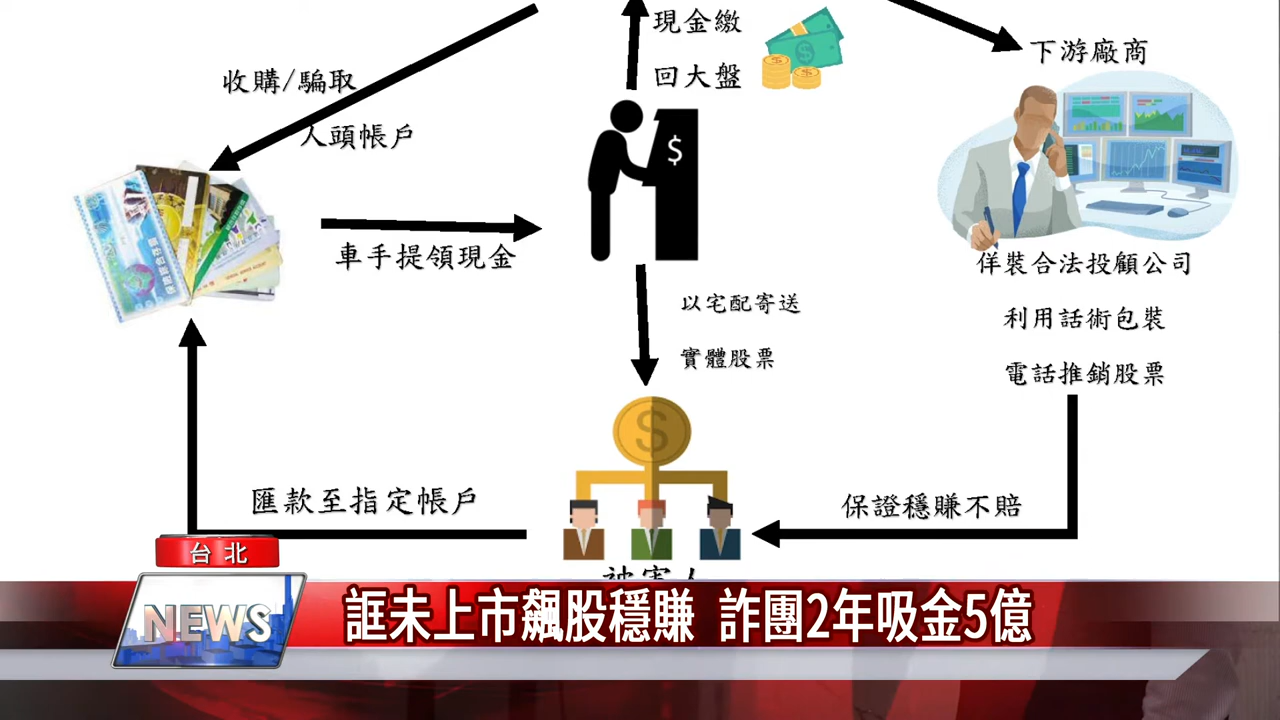 現金繳
回大盤
下游廠商
收購/騙取
人頭帳戶
$
車手提領現金
佯裝合法投顧公司
利用話術包裝
電話推銷股票
以宅配寄送
實體股票
$
匯款至指定帳戶
保證穩賺不賠
被害人
台北
NEWS
誆未上市飆股穩賺 詐團2年吸金5億